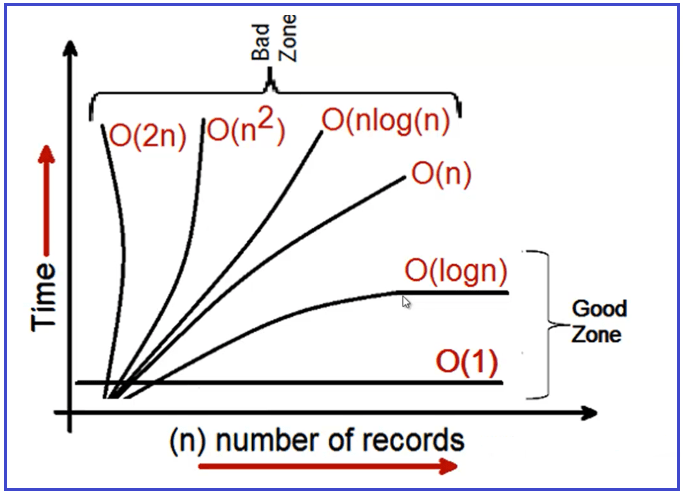 Bad
Zone
O(2n)
O(n²)
O(nlog(n)
O(n)
O(logn)
Good
Zone
O(1)
Time
(n) number of records